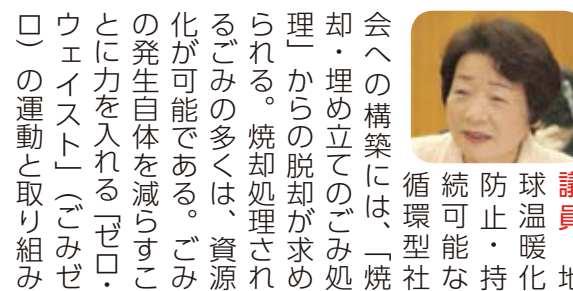 議員　地
球温暖化
防止・持
続可能な
循環型社
会への構築には、「焼
却・埋め立てのごみ処
理」からの脱却が求め
られる。焼却処理され
るごみの多くは、資源
化が可能である。ごみ
の発生自体を減らすこ
とに力を入れる「ゼロ・
ウェイスト」（ごみゼ
ロ）の運動と取り組み